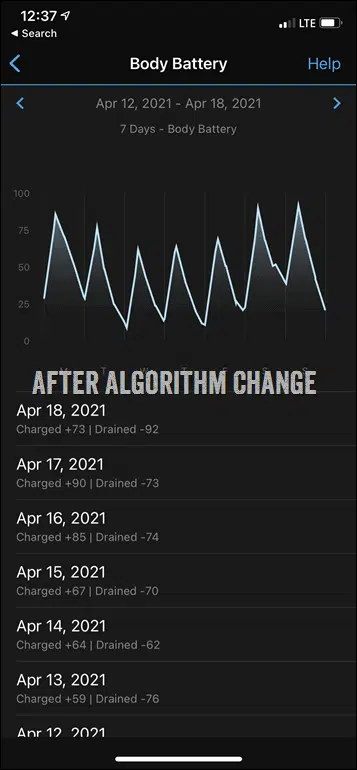 12:37 LTE
◀ Search
Body Battery Help
Apr 12, 2021 - Apr 18, 2021
7 Days - Body Battery
100
75
50
25
0
M T W T F S S
AFTER ALGORITHM CHANGE
Apr 18, 2021
Charged +73 | Drained -92
Apr 17, 2021
Charged +90 | Drained -73
Apr 16, 2021
Charged +85 | Drained -74
Apr 15, 2021
Charged +67 | Drained -70
Apr 14, 2021
Charged +64 | Drained -62
Apr 13, 2021
Charged +59 | Drained -76
Apr 12, 2021